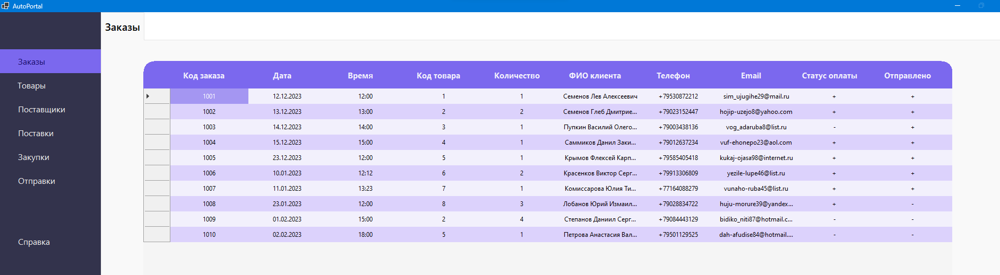 AutoPortal
Заказы
Заказы
Товары
Поставщики
Поставки
Закупки
Отправки
Справка
Код заказа Дата Время Код товара Количество ФИО клиента Телефон Email Статус оплаты Отправлено
1001 12.12.2023 12:00 1 1 Семенов Лев Алексеевич +79530872212 sim_ujugihe29@mail.ru + +
1002 13.12.2023 13:00 2 2 Семенов Глеб Дмитрие... +79023152447 hojip-uzejo8@yahoo.com + +
1003 14.12.2023 14:00 3 1 Пупкин Василий Олего... +79003438136 vog_adaruba8@list.ru - +
1004 15.12.2023 15:00 4 1 Саммиков Данил Заки... +79012637234 vuf-ehonepo23@aol.com + +
1005 23.12.2023 12:00 5 1 Крымов Флексей Карп... +79585405418 kukaj-ojasa98@internet.ru + +
1006 10.01.2023 12:12 6 2 Красенков Виктор Серг... +79913306809 yezile-lupe46@list.ru + +
1007 11.01.2023 13:23 7 1 Комиссарова Юлия Ти... +77164088279 vunaho-ruba45@list.ru + +
1008 23.01.2023 12:00 8 3 Лобанов Юрий Измаил... +79028834722 huju-morure39@yandex... + -
1009 01.02.2023 15:00 2 4 Степанов Даниил Серг... +79084443129 bidiko_niti87@hotmail.c... - -
1010 02.02.2023 18:00 5 1 Петрова Анастасия Вал... +79501129525 dah-afudise84@hotmail.... - -